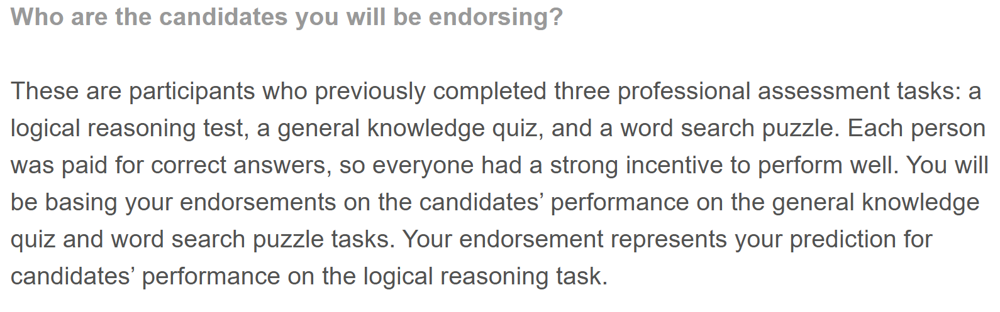 Who are the candidates you will be endorsing?
These are participants who previously completed three professional assessment tasks: a
logical reasoning test, a general knowledge quiz, and a word search puzzle. Each person
was paid for correct answers, so everyone had a strong incentive to perform well. You will
be basing your endorsements on the candidates’ performance on the general knowledge
quiz and word search puzzle tasks. Your endorsement represents your prediction for
candidates’ performance on the logical reasoning task.